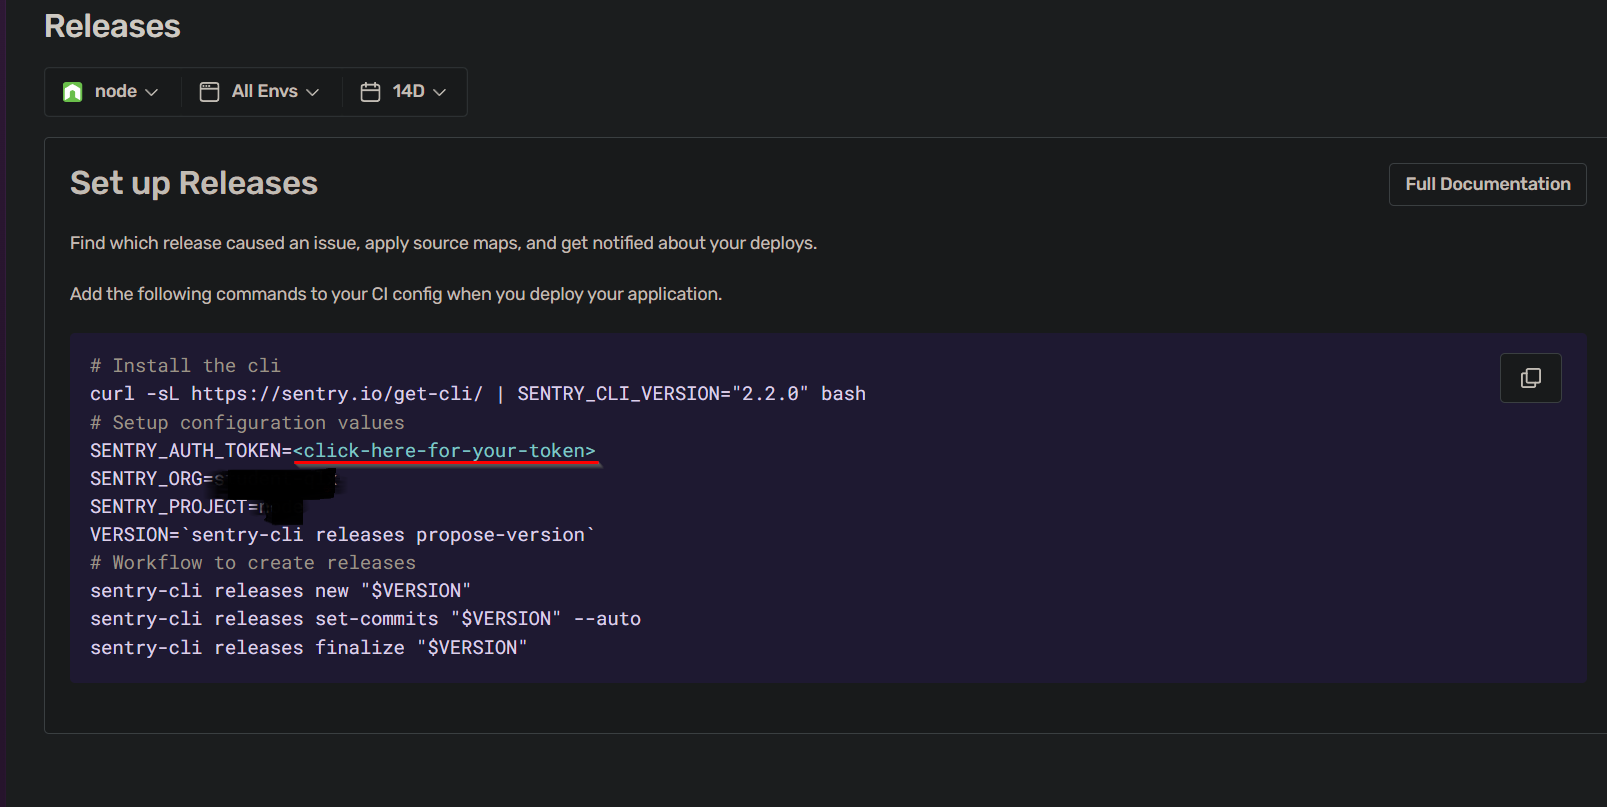 Releases
node All Envs 14D
Set up Releases
Full Documentation
Find which release caused an issue, apply source maps, and get notified about your deploys.
Add the following commands to your CI config when you deploy your application.
# Install the cli
curl -sL https://sentry.io/get-cli/ | SENTRY_CLI_VERSION="2.2.0" bash
# Setup configuration values
SENTRY_AUTH_TOKEN=<click-here-for-your-token>
SENTRY_ORG=
SENTRY_PROJECT=
VERSION=`sentry-cli releases propose-version`
# Workflow to create releases
sentry-cli releases new "$VERSION"
sentry-cli releases set-commits "$VERSION" --auto
sentry-cli releases finalize "$VERSION"